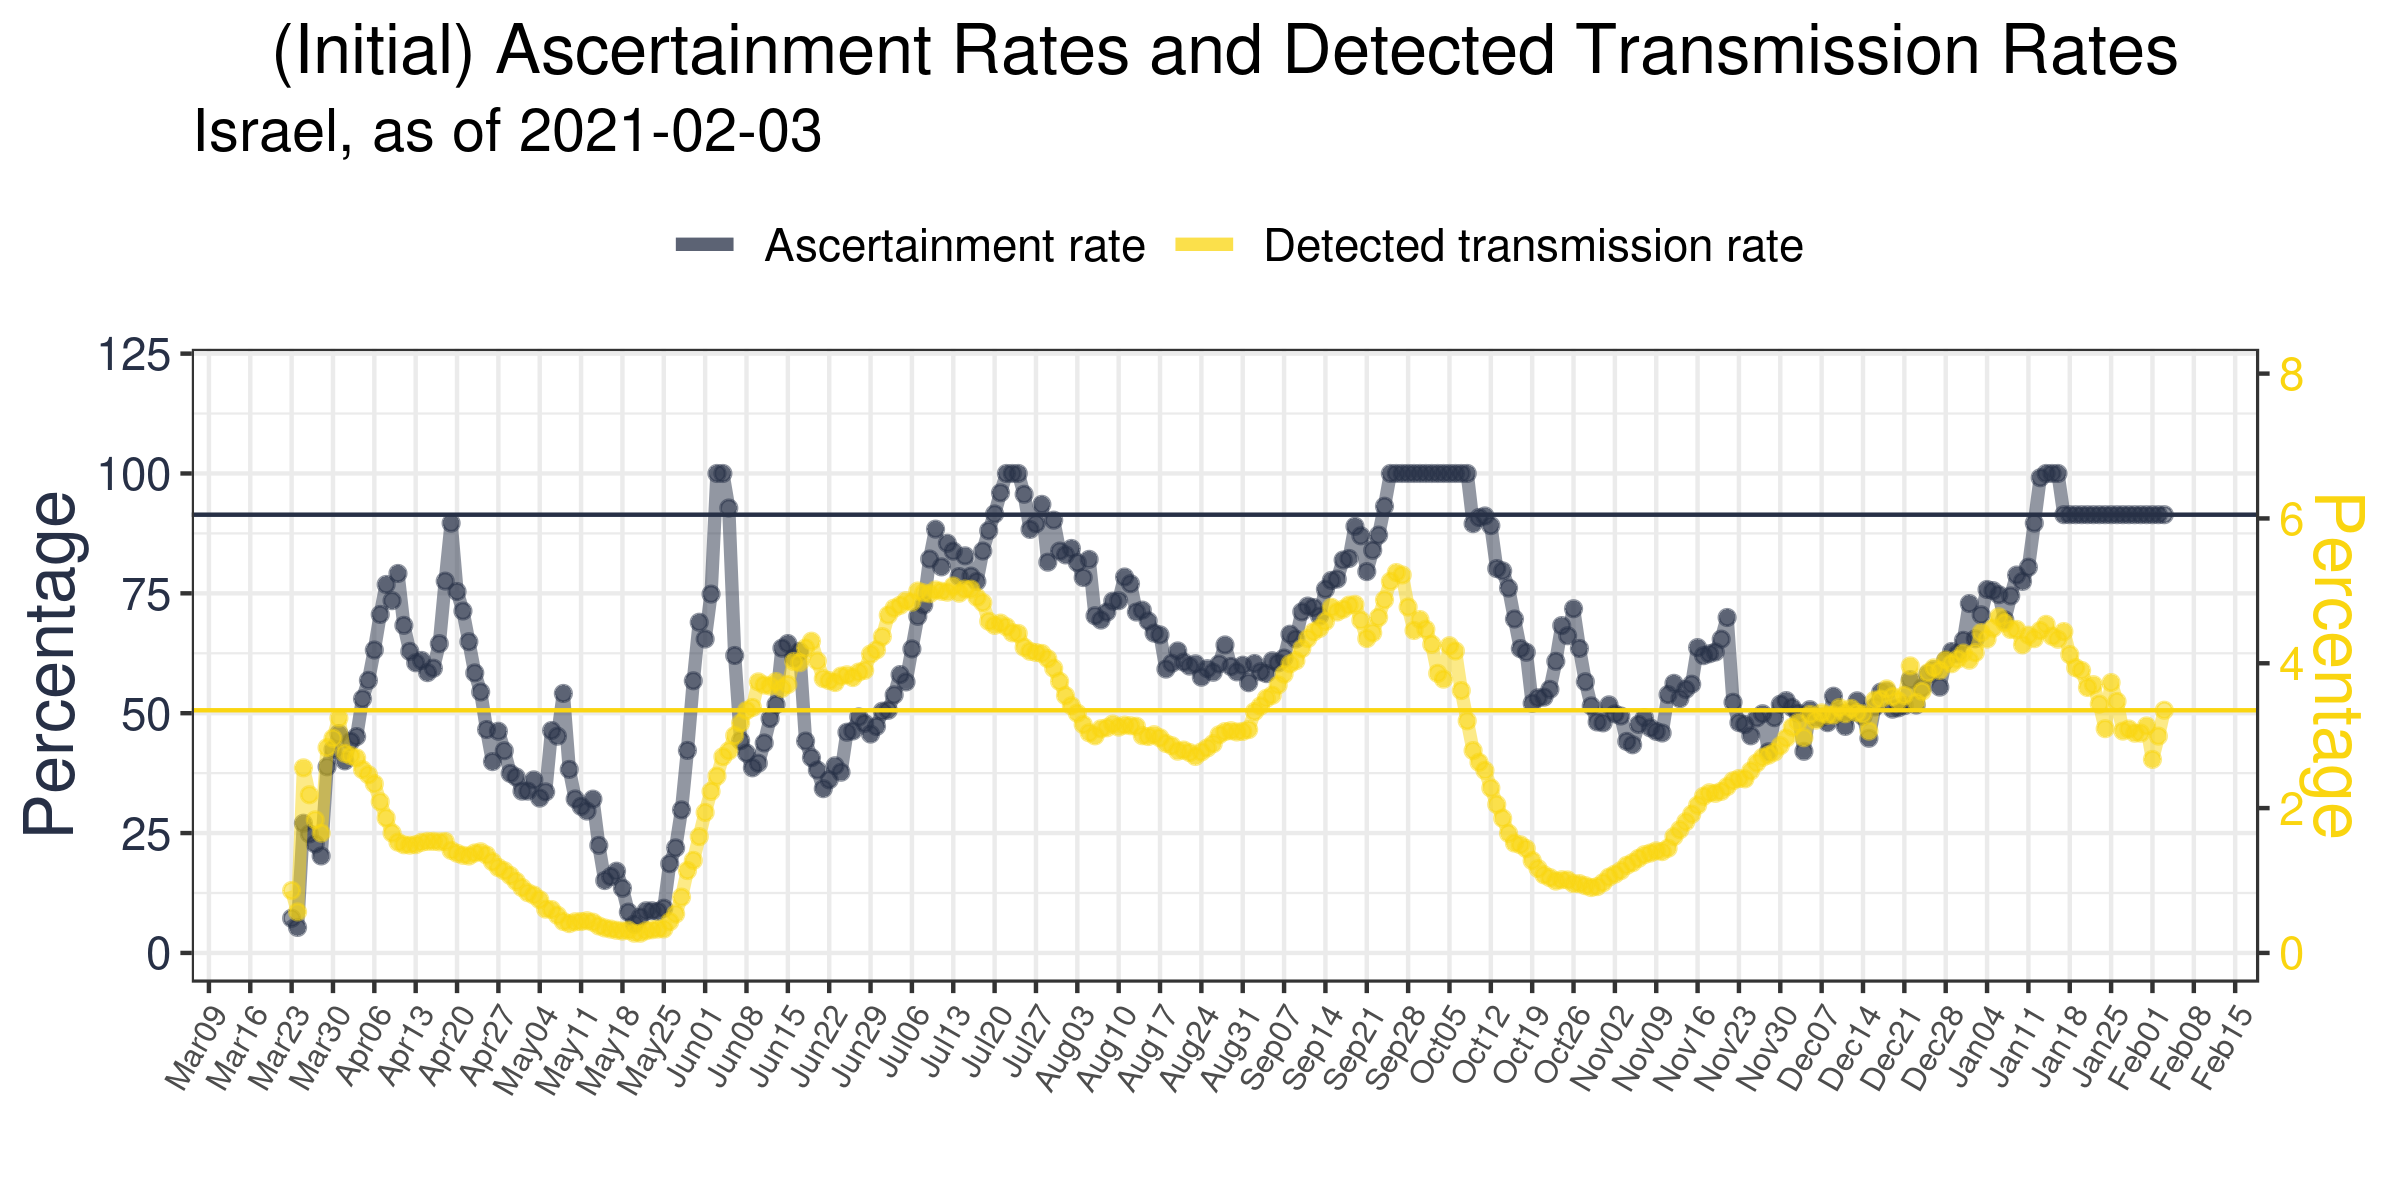 (Initial) Ascertainment Rates and Detected Transmission Rates
Israel, as of 2021-02-03
Ascertainment rate Detected transmission rate
Percentage
125
100
75
50
25
0
8
6
4
2
0
Percentage
Mar09 Mar16 Mar23 Mar30 Apr06 Apr13 Apr20 Apr27 May04 May11 May18 May25 Jun01 Jun08 Jun15 Jun22 Jun29 Jul06 Jul13 Jul20 Jul27 Aug03 Aug10 Aug17 Aug24 Aug31 Sep07 Sep14 Sep21 Sep28 Oct05 Oct12 Oct19 Oct26 Nov02 Nov09 Nov16 Nov23 Nov30 Dec07 Dec14 Dec21 Dec28 Jan04 Jan11 Jan18 Jan25 Feb01 Feb08 Feb15